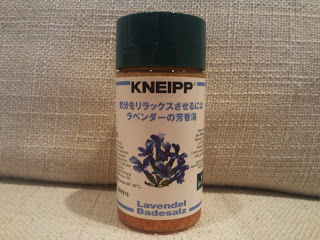 KNEIPP®
気分をリラックスさせるには
ラベンダーの芳香浴
Lavendel
Badesalz